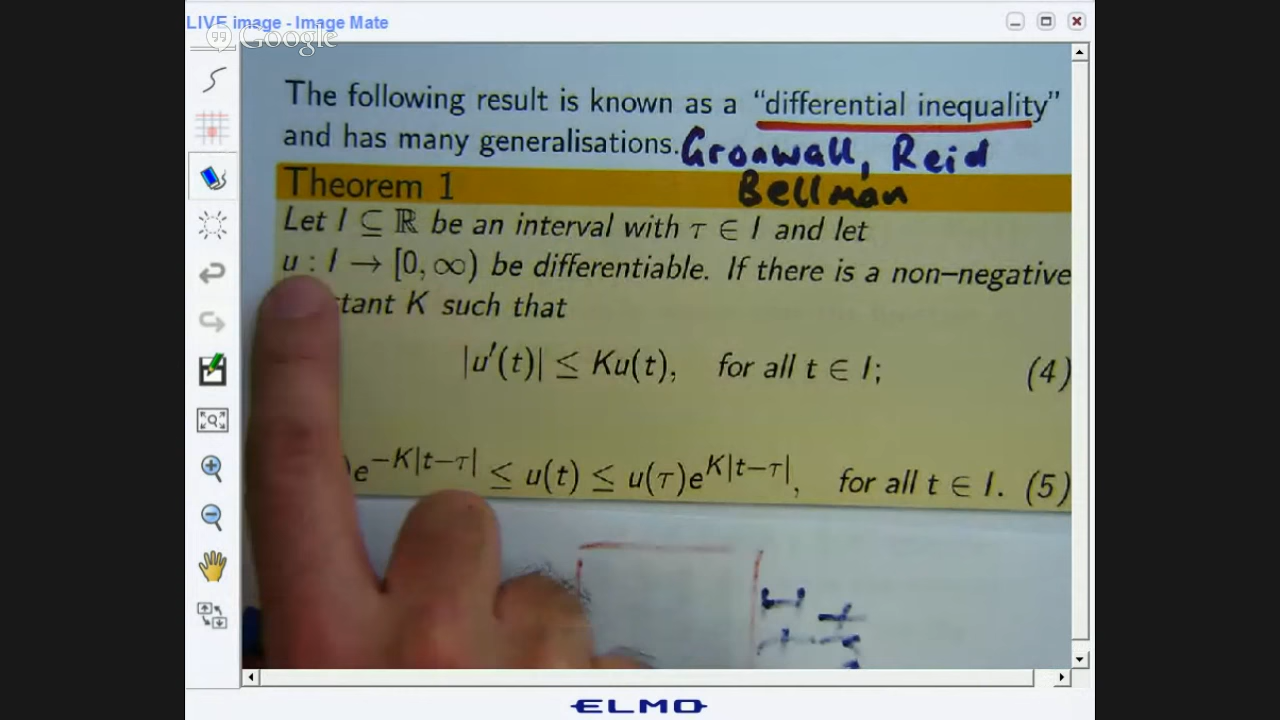 LIVE image - Image Mate
Google
The following result is known as a “differential inequality”
and has many generalisations. Gronwall, Reid
Theorem 1 Bellman
Let I ⊆ ℝ be an interval with τ ∈ I and let
u : I → [0, ∞) be differentiable. If there is a non–negative
K such that
|u′(t)| ≤ Ku(t), for all t ∈ I; (4)
)e^{-K|t−τ|} ≤ u(t) ≤ u(τ)e^{K|t−τ|}, for all t ∈ I. (5)
ELMO